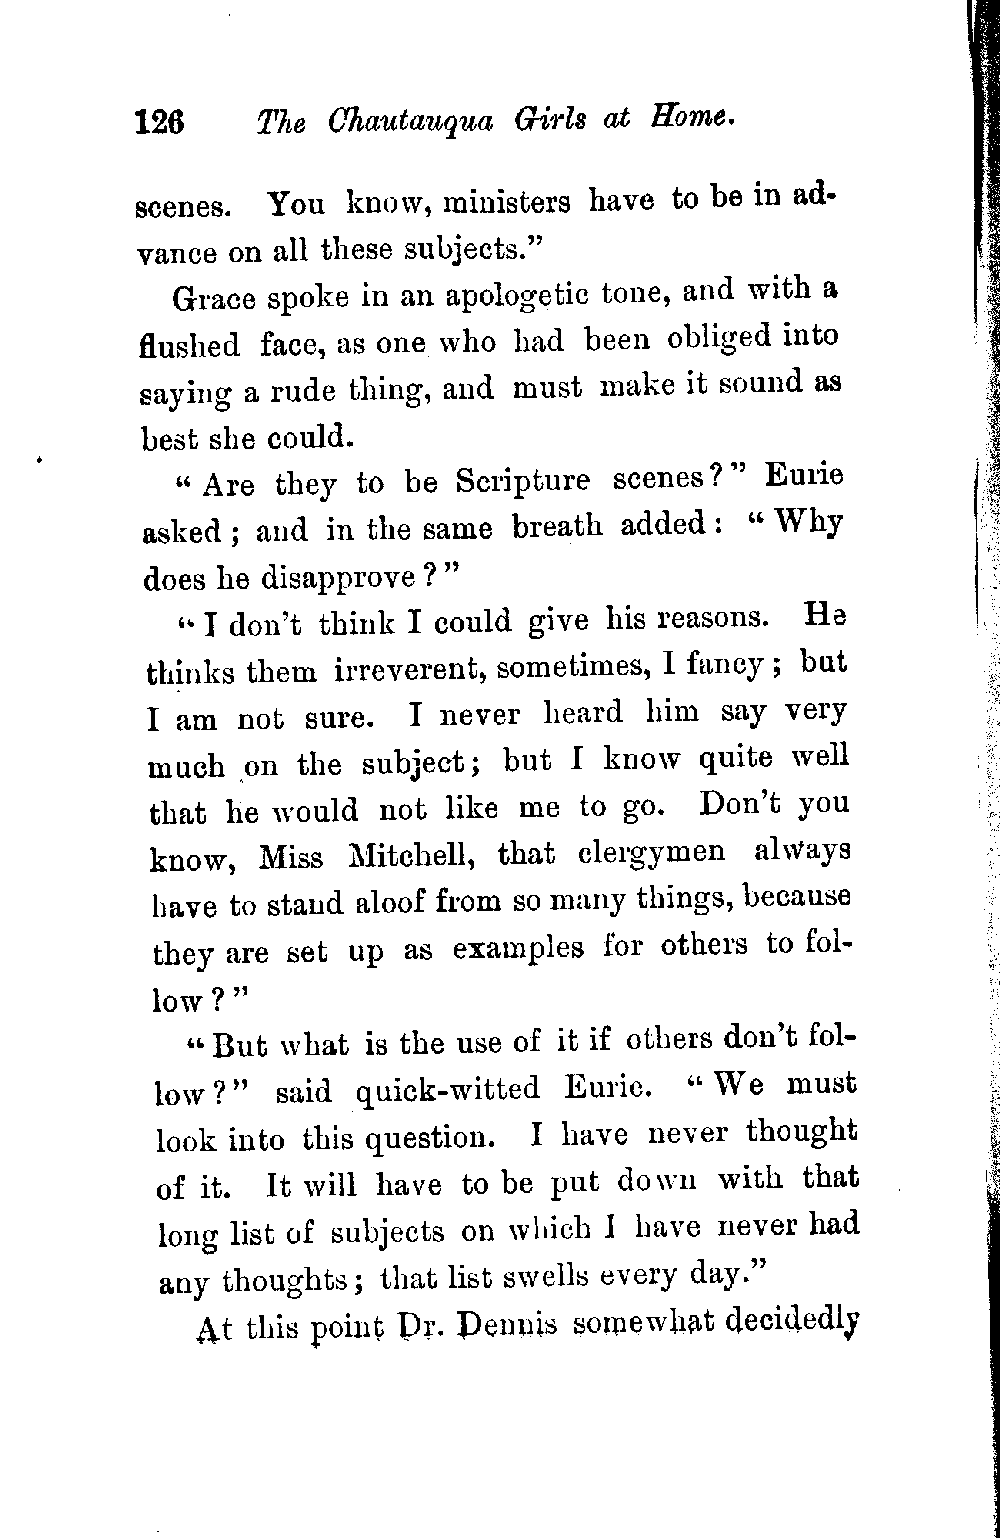 126 The Chautauqua Girls at Home.
scenes. You know, ministers have to be in ad-
vance on all these subjects.”
Grace spoke in an apologetic tone, and with a
flushed face, as one who had been obliged into
saying a rude thing, and must make it sound as
best she could.
“ Are they to be Scripture scenes? ” Eurie
asked ; and in the same breath added : “ Why
does he disapprove ? ”
“ I don’t think I could give his reasons. He
thinks them irreverent, sometimes, I fancy ; but
I am not sure. I never heard him say very
much on the subject; but I know quite well
that he would not like me to go. Don’t you
know, Miss Mitchell, that clergymen always
have to stand aloof from so many things, because
they are set up as examples for others to fol-
low ? ”
“ But what is the use of it if others don’t fol-
low ? ” said quick-witted Eurie. “ We must
look into this question. I have never thought
of it. It will have to be put down with that
long list of subjects on which I have never had
any thoughts ; that list swells every day.”
At this point Dr. Dennis somewhat decidedly